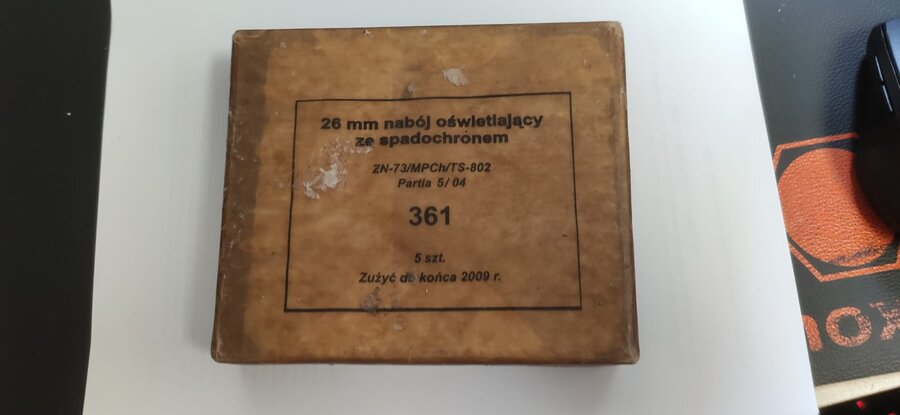 26 mm nabój oświetlający
ze spadochronem
ZN-73/MPCh/TS-802
Partia 5/04
361
5 szt.
Zużyć do końca 2009 r.